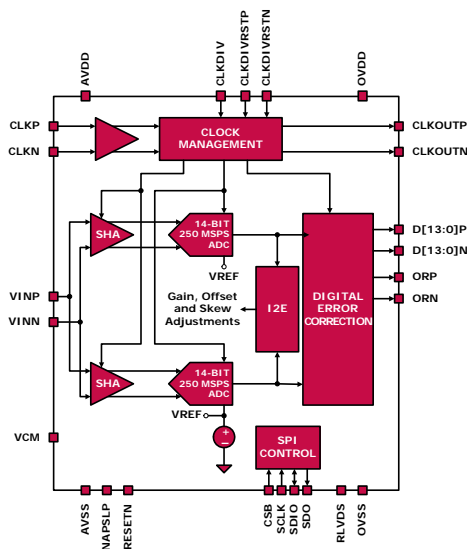 AVDD
CLKDIV
CLKDIVRSTP
CLKDIVRSTN
OVDD
CLKP
CLKN
CLOCK
MANAGEMENT
CLKOUTP
CLKOUTN
SHA
14-BIT
250 MSPS
ADC
VREF
D[13:0]P
D[13:0]N
ORP
ORN
VINP
VINN
Gain, Offset
and Skew
Adjustments
I2E
DIGITAL
ERROR
CORRECTION
SHA
14-BIT
250 MSPS
ADC
VREF
+
−
VCM
SPI
CONTROL
AVSS
NAPSLP
RESETN
CSB
SCLK
SDIO
SDO
RLVDS
OVSS